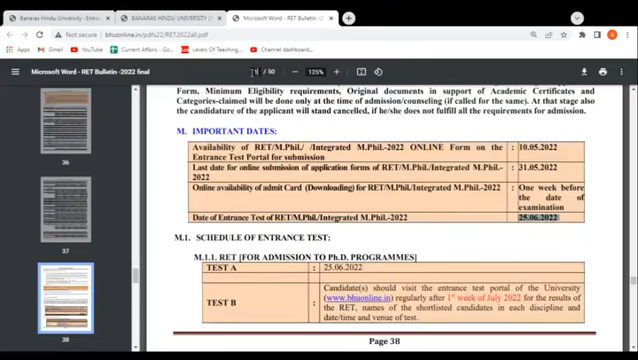 Banaras Hindu University - Entran
BANARAS HINDU UNIVERSITY (
Microsoft Word - RET Bulletin -2
Not secure | bhuonline.in/pdfs22/RET2022all.pdf
YouTube
Current Affairs
GoU
Levels Of Teaching...
Channel dashboard...
Microsoft Word - RET Bulletin -2022 final
/ 50
125%
36
37
38
Form, Minimum Eligibility requirements, Original documents in support of Academic Certificates and
Categories-claimed will be done only at the time of admission/counseling (if called for the same). At that stage also
the candidature of the applicant will stand cancelled, if he/she does not fulfill all the requirements for admission.
M. IMPORTANT DATES:
Availability of RET/M.Phil./ /Integrated M.Phil.-2022 ONLINE Form on the : 10.05.2022
Entrance Test Portal for submission
Last date for online submission of application forms of RET/M.Phil./Integrated M.Phil.- : 31.05.2022
2022
Online availability of admit Card (Downloading) for RET/M.Phil./Integrated M.Phil.- : One week before
2022 the date of
examination
Date of Entrance Test of RET/M.Phil/Integrated M.Phil.-2022 : 25.06.2022
M.1. SCHEDULE OF ENTRANCE TEST:
M.1.1. RET [FOR ADMISSION TO Ph.D. PROGRAMMES]
TEST A : 25.06.2022
Candidate(s) should visit the entrance test portal of the University
TEST B : (www.bhuonline.in) regularly after 1st week of July 2022 for the results of
the RET, names of the shortlisted candidates in each discipline and
date/time and venue of test.
Page 38